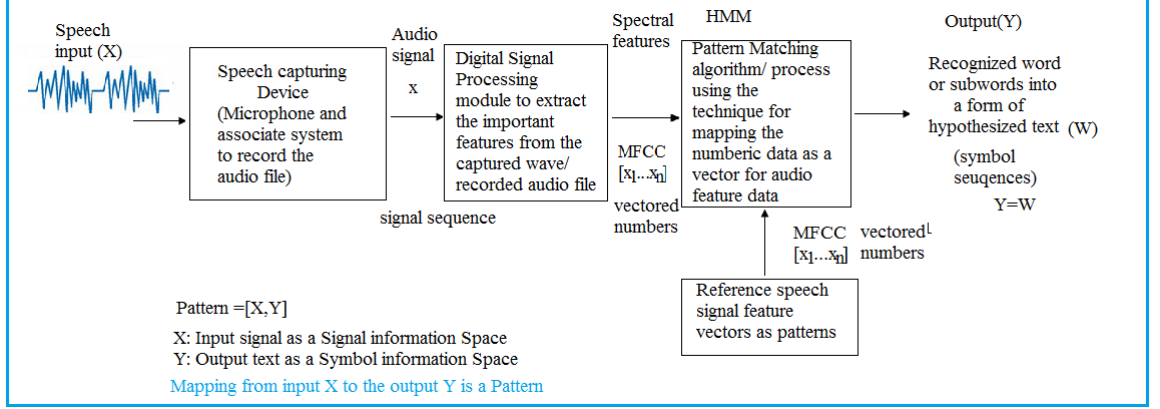 Speech
input (X)
Speech capturing
Device
(Microphone and
associate system
to record the
audio file)
Audio
signal
x
signal sequence
Digital Signal
Processing
module to extract
the important
features from the
captured wave/
recorded audio file
Spectral
features
MFCC
[x1...xn]
vectored
numbers
HMM
Pattern Matching
algorithm/ process
using the
technique for
mapping the
numberic data as a
vector for audio
feature data
Output(Y)
Recognized word
or subwords into
a form of
hypothesized text (W)
(symbol
seuqences)
Y=W
MFCC vectored
[x1...xn] numbers
Reference speech
signal feature
vectors as patterns
Pattern =[X,Y]
X: Input signal as a Signal information Space
Y: Output text as a Symbol information Space
Mapping from input X to the output Y is a Pattern